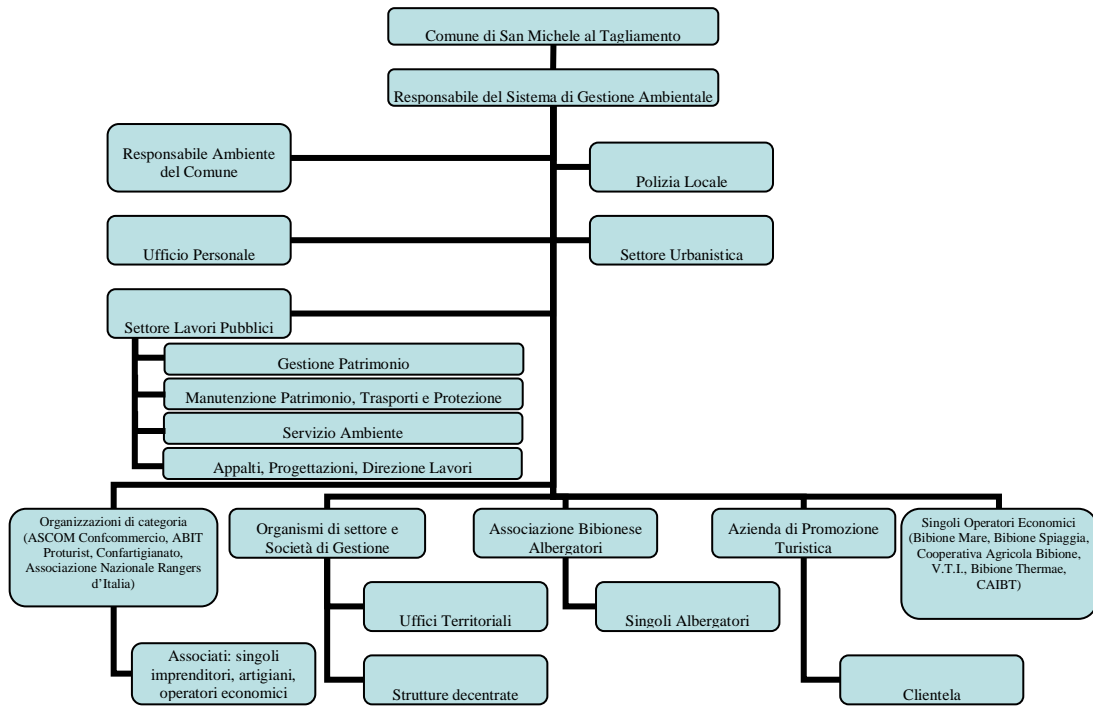 Comune di San Michele al Tagliamento
Responsabile del Sistema di Gestione Ambientale
Responsabile Ambiente
del Comune
Polizia Locale
Ufficio Personale
Settore Urbanistica
Settore Lavori Pubblici
Gestione Patrimonio
Manutenzione Patrimonio, Trasporti e Protezione
Servizio Ambiente
Appalti, Progettazioni, Direzione Lavori
Organizzazioni di categoria
(ASCOM Confcommercio, ABIT
Proturist, Confartigianato,
Associazione Nazionale Rangers
d’Italia)
Organismi di settore e
Società di Gestione
Associazione Bibionese
Albergatori
Azienda di Promozione
Turistica
Singoli Operatori Economici
(Bibione Mare, Bibione Spiaggia,
Cooperativa Agricola Bibione,
V.T.I., Bibione Thermae,
CAIBT)
Uffici Territoriali
Singoli Albergatori
Associati: singoli
imprenditori, artigiani,
operatori economici
Strutture decentrate
Clientela